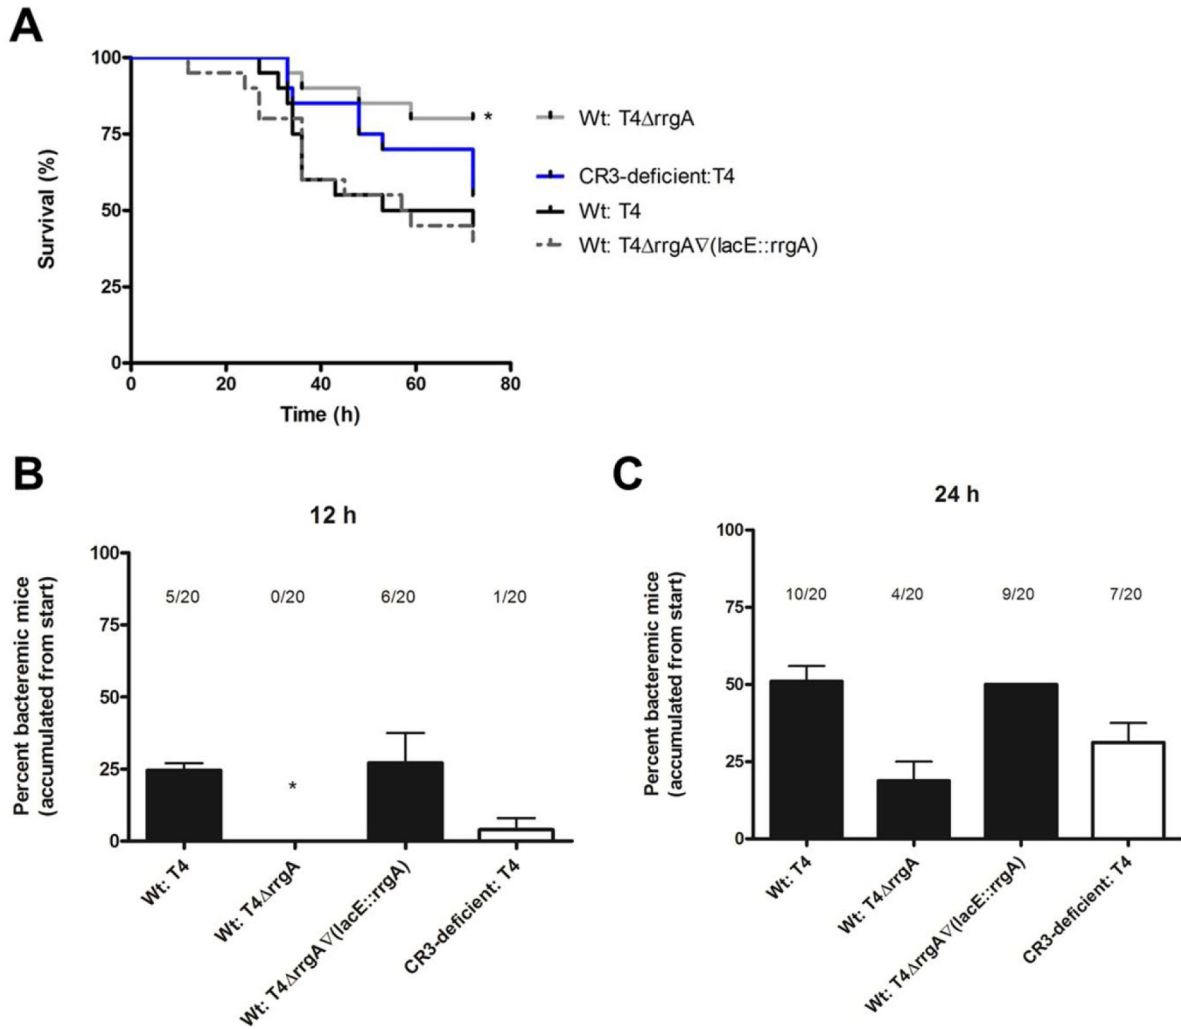 A
100
75
50
25
0
Survival (%)
0 20 40 60 80
Time (h)
*
Wt: T4ΔrrgA
CR3-deficient:T4
Wt: T4
Wt: T4ΔrrgA∇(lacE::rrgA)
B
12 h
Percent bacteremic mice
(accumulated from start)
100
75
50
25
0
5/20 0/20 6/20 1/20
*
Wt: T4
Wt: T4ΔrrgA
Wt: T4ΔrrgA∇(lacE::rrgA)
CR3-deficient: T4
C
24 h
Percent bacteremic mice
(accumulated from start)
100
75
50
25
0
10/20 4/20 9/20 7/20
Wt: T4
Wt: T4ΔrrgA
Wt: T4ΔrrgA∇(lacE::rrgA)
CR3-deficient: T4